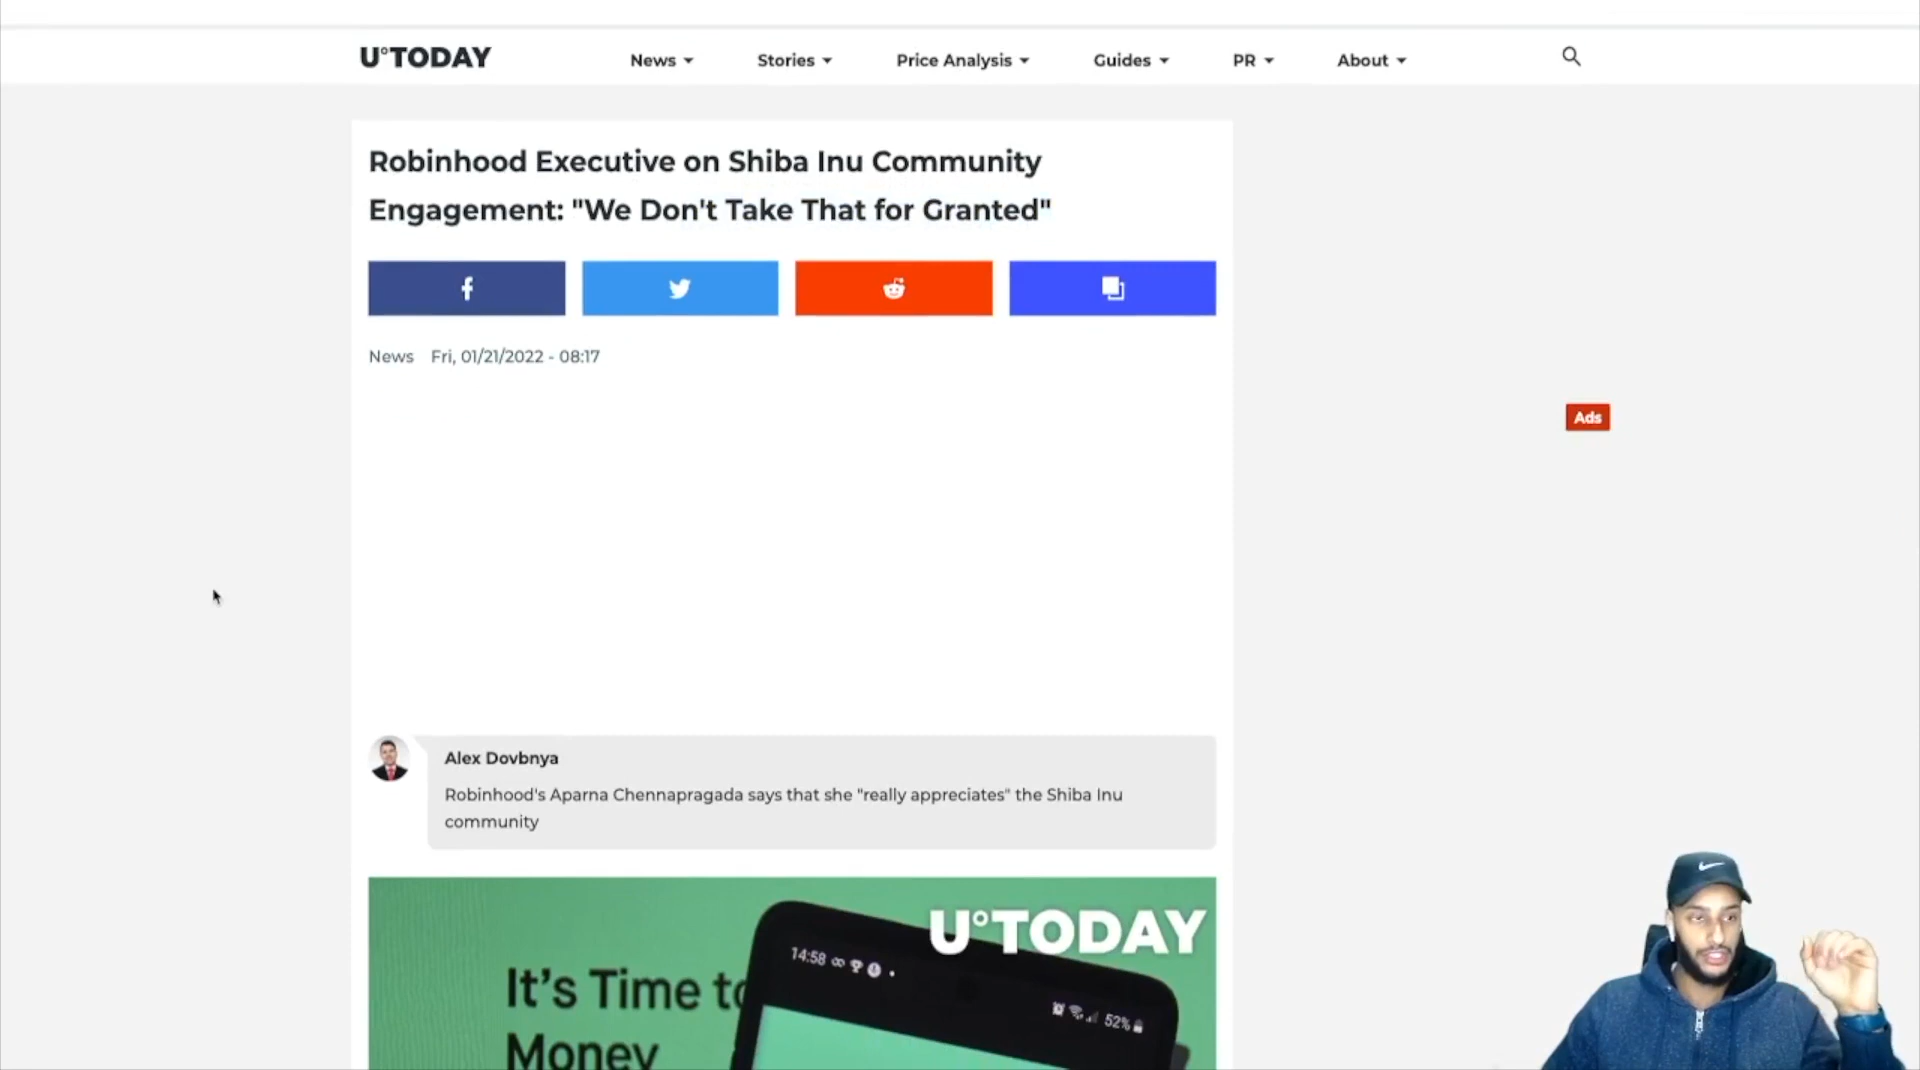 U°TODAY
News
Stories
Price Analysis
Guides
PR
About
Robinhood Executive on Shiba Inu Community
Engagement: "We Don't Take That for Granted"
News Fri, 01/21/2022 - 08:17
Ads
Alex Dovbnya
Robinhood's Aparna Chennapragada says that she "really appreciates" the Shiba Inu
community
U°TODAY
14:58
52%
It's Time to
Money